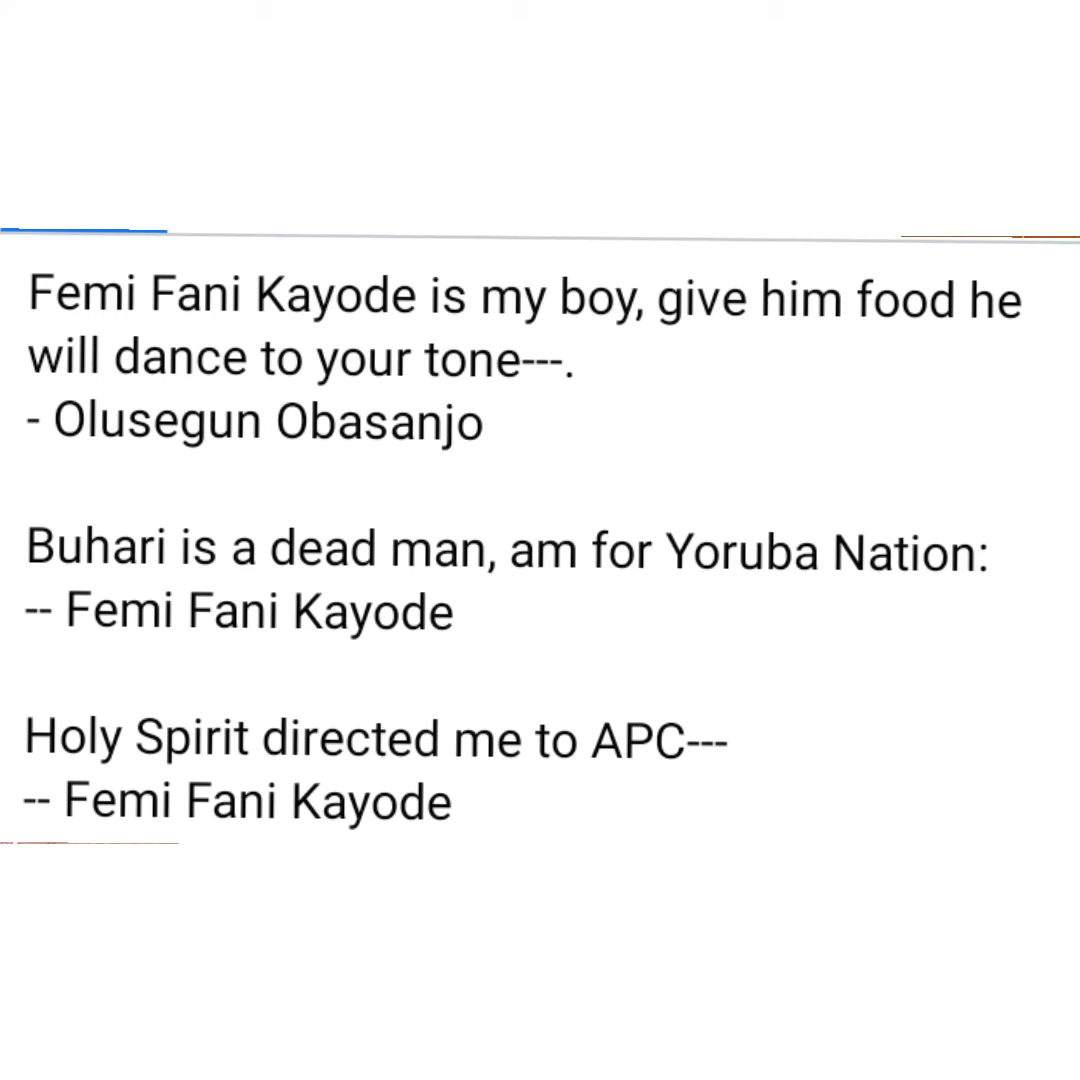 Femi Fani Kayode is my boy, give him food he
will dance to your tone---.
- Olusegun Obasanjo
Buhari is a dead man, am for Yoruba Nation:
-- Femi Fani Kayode
Holy Spirit directed me to APC---
-- Femi Fani Kayode